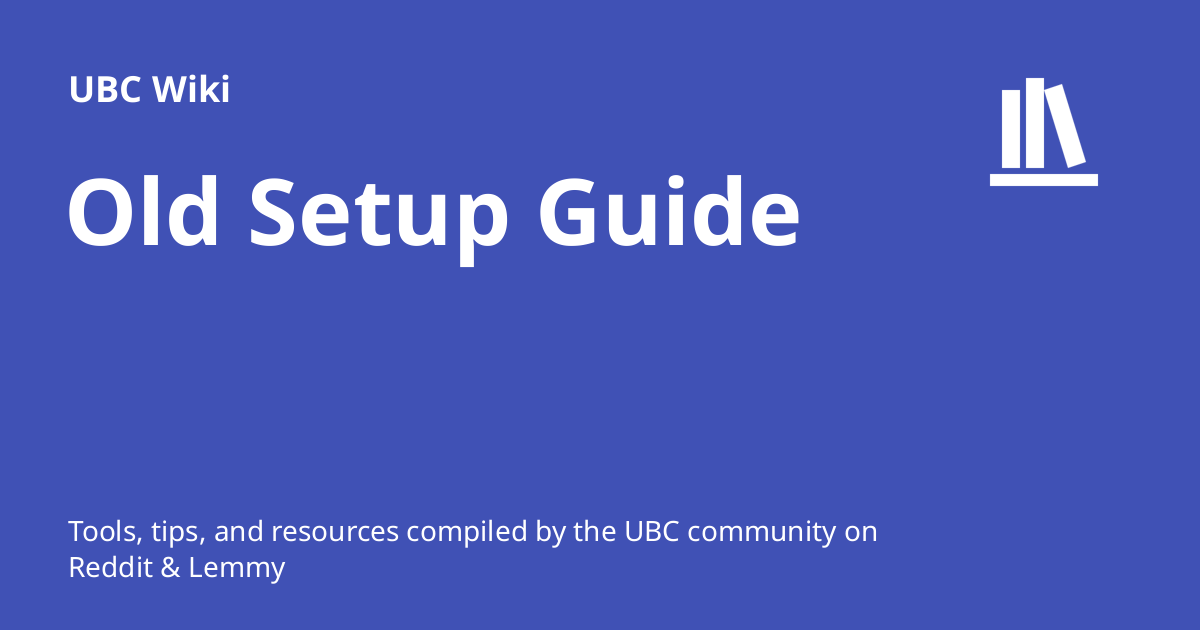 UBC Wiki
Old Setup Guide
Tools, tips, and resources compiled by the UBC community on
Reddit & Lemmy